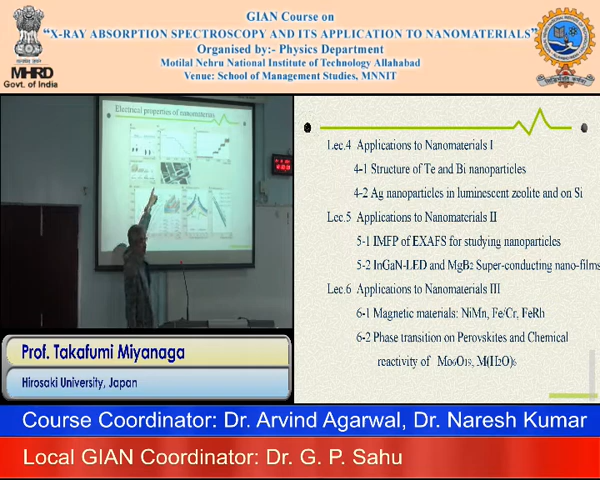 GIAN Course on
"X-RAY ABSORPTION SPECTROSCOPY AND ITS APPLICATION TO NANOMATERIALS"
Organised by:- Physics Department
Motilal Nehru National Institute of Technology Allahabad
Venue: School of Management Studies, MNNIT
MHRD
Govt. of India
Electrical properties of nanomaterials
Lec.4 Applications to Nanomaterials I
4-1 Structure of Te and Bi nanoparticles
4-2 Ag nanoparticles in luminescent zeolite and on Si
Lec.5 Applications to Nanomaterials II
5-1 IMFP of EXAFS for studying nanoparticles
5-2 InGaN-LED and MgB2 Super-conducting nano-films
Lec.6 Applications to Nanomaterials III
6-1 Magnetic materials: NiMn, Fe/Cr, FeRh
6-2 Phase transition on Perovskites and Chemical
reactivity of Mo6O19, M(H2O)6
Prof. Takafumi Miyanaga
Hirosaki University, Japan
Course Coordinator: Dr. Arvind Agarwal, Dr. Naresh Kumar
Local GIAN Coordinator: Dr. G. P. Sahu